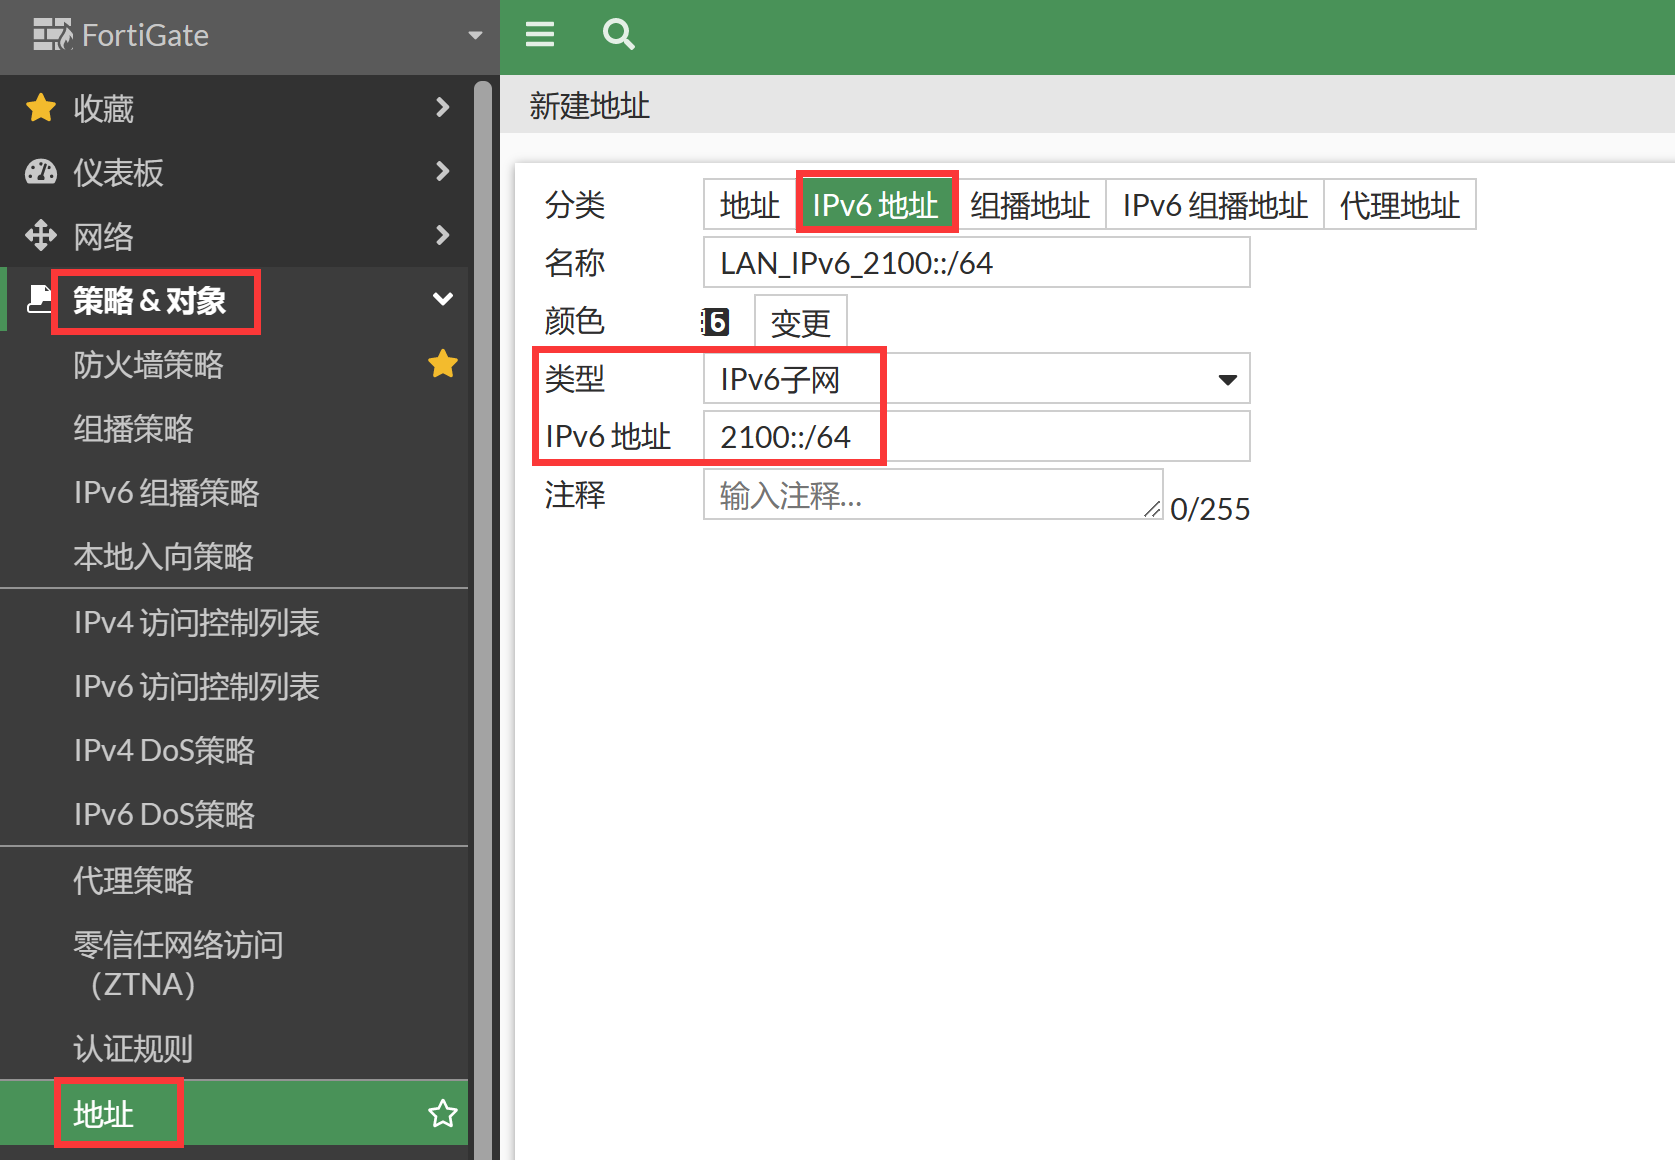 FortiGate
收藏
仪表板
网络
策略 & 对象
防火墙策略
组播策略
IPv6 组播策略
本地入向策略
IPv4 访问控制列表
IPv6 访问控制列表
IPv4 DoS策略
IPv6 DoS策略
代理策略
零信任网络访问
（ZTNA）
认证规则
地址
新建地址
分类 地址 IPv6 地址 组播地址 IPv6 组播地址 代理地址
名称 LAN_IPv6_2100::/64
颜色 6 变更
类型 IPv6子网
IPv6 地址 2100::/64
注释 输入注释... 0/255